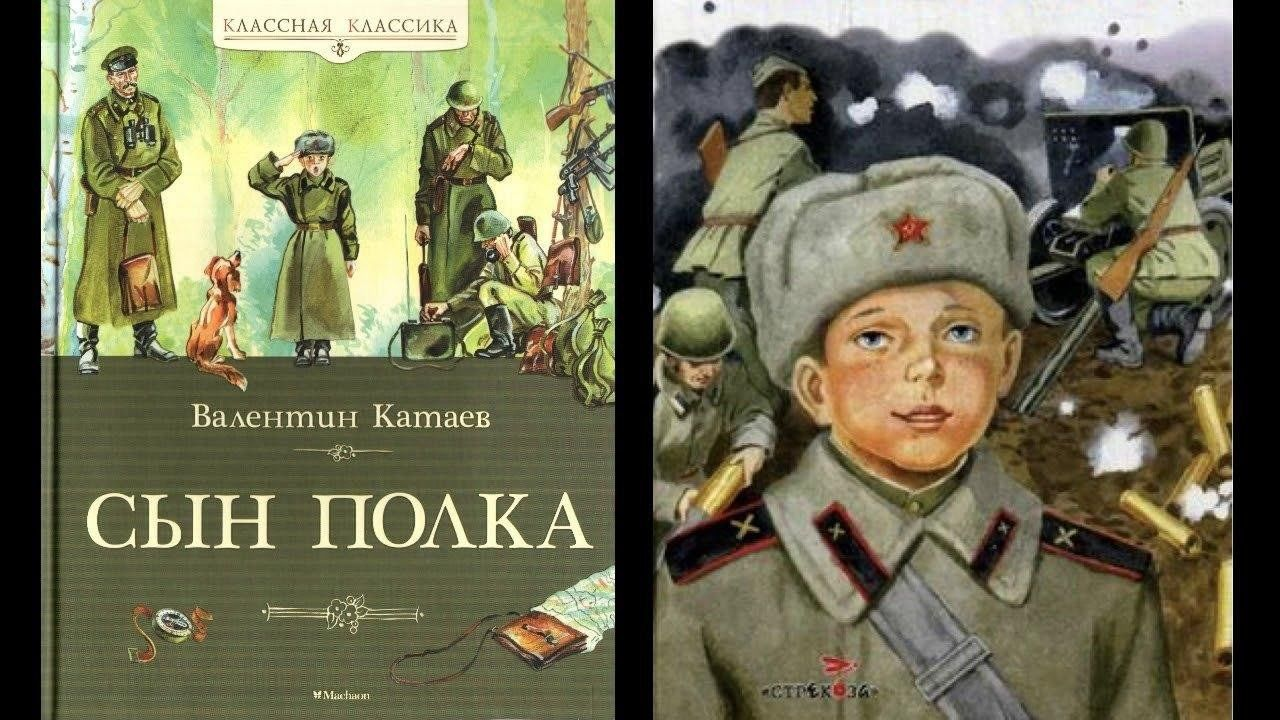 КЛАССНАЯ КЛАССИКА
Валентин Катаев
СЫН ПОЛКА
Machaon
«СТРЕКОЗА»